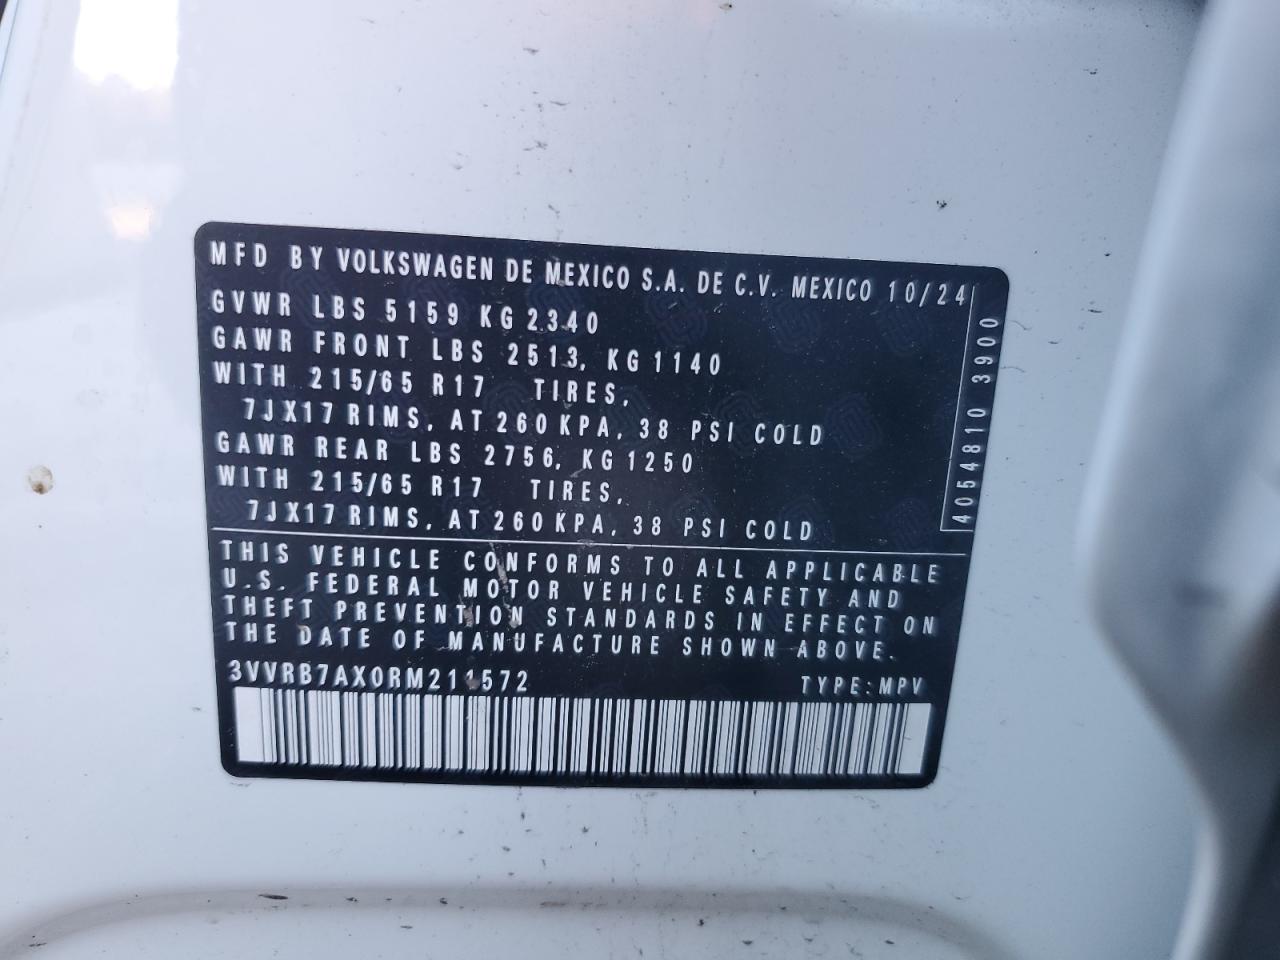 MFD BY VOLKSWAGEN DE MEXICO S.A. DE C.V. MEXICO 10/24
GVWR LBS 5159 KG 2340
GAWR FRONT LBS 2513, KG 1140
WITH 215/65 R17 TIRES,
7JX17 RIMS, AT 260 KPA, 38 PSI COLD
GAWR REAR LBS 2756, KG 1250
WITH 215/65 R17 TIRES,
7JX17 RIMS, AT 260 KPA, 38 PSI COLD
4054810 3900
THIS VEHICLE CONFORMS TO ALL APPLICABLE
U.S. FEDERAL MOTOR VEHICLE SAFETY AND
THEFT PREVENTION STANDARDS IN EFFECT ON
THE DATE OF MANUFACTURE SHOWN ABOVE.
3VVRB7AX0RM211572 TYPE:MPV